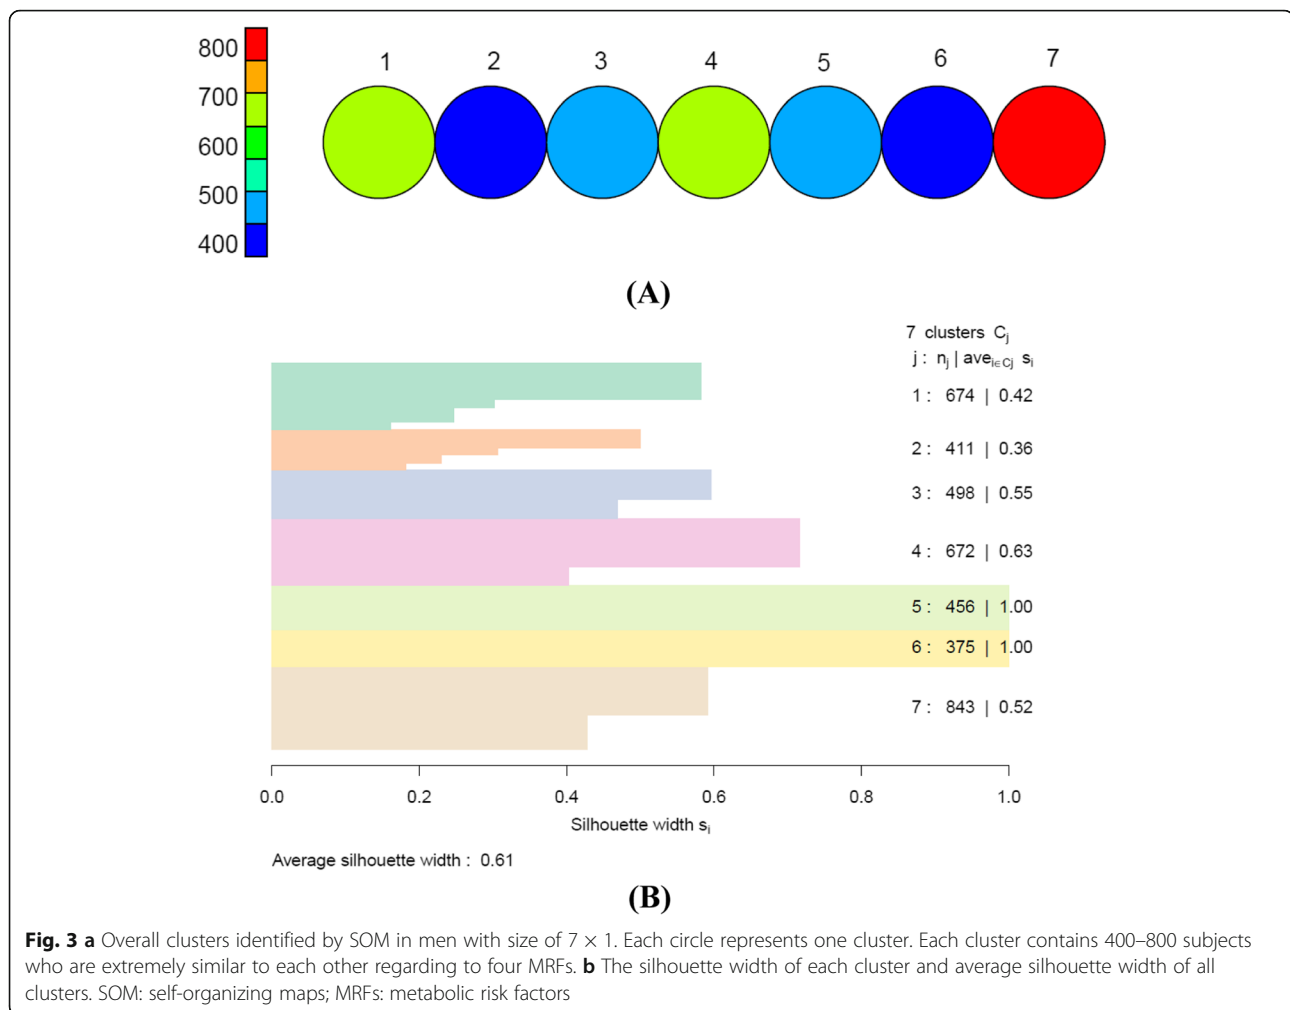 1 2 3 4 5 6 7
800
700
600
500
400
(A)
7 clusters Cj
j : nj | avei∈Cj si
1 : 674 | 0.42
2 : 411 | 0.36
3 : 498 | 0.55
4 : 672 | 0.63
5 : 456 | 1.00
6 : 375 | 1.00
7 : 843 | 0.52
0.0 0.2 0.4 0.6 0.8 1.0
Silhouette width si
Average silhouette width : 0.61
(B)
Fig. 3 a Overall clusters identified by SOM in men with size of 7 × 1. Each circle represents one cluster. Each cluster contains 400–800 subjects
who are extremely similar to each other regarding to four MRFs. b The silhouette width of each cluster and average silhouette width of all
clusters. SOM: self-organizing maps; MRFs: metabolic risk factors